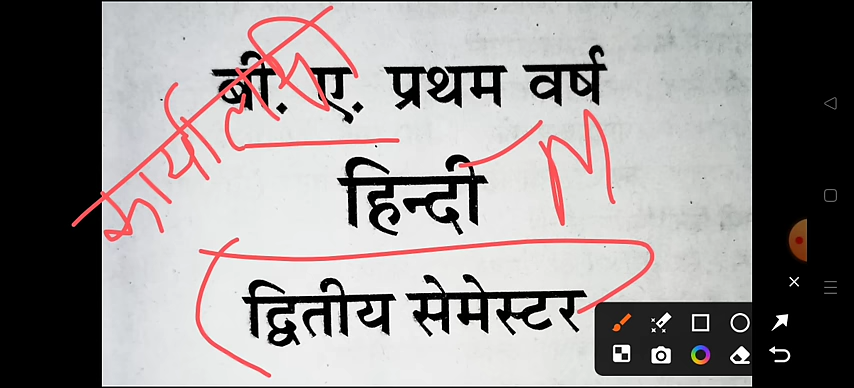 बी. ए. प्रथम वर्ष
हिन्दी M
द्वितीय सेमेस्टर